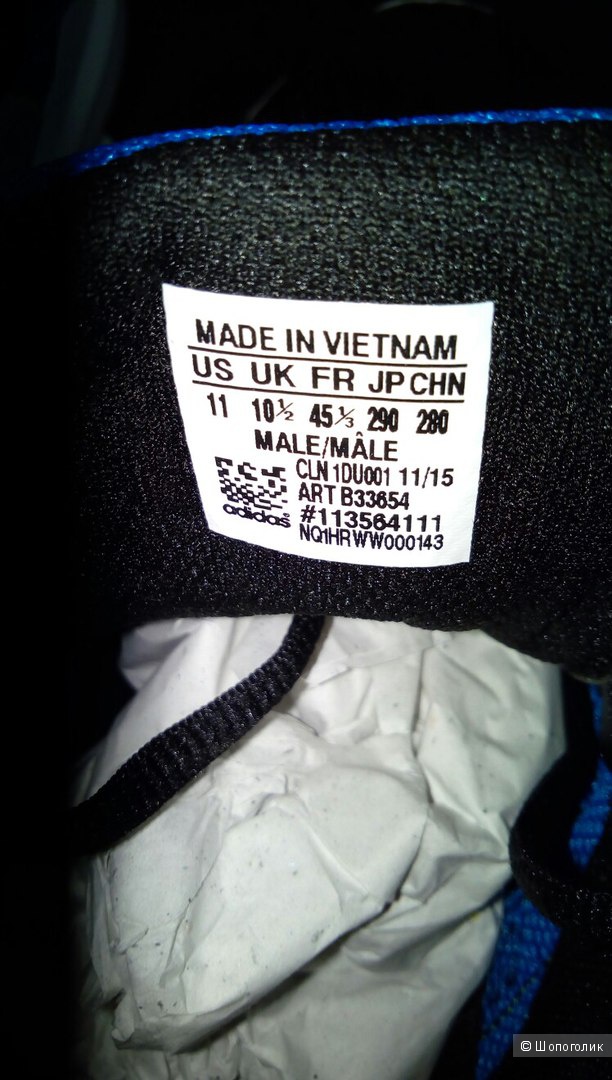 MADE IN VIETNAM
US UK FR JP CHN
11 10½ 45⅓ 290 280
MALE/MÂLE
CLN 1DU001 11/15
ART B33654
#113564111
NQ1HRWW000143
adidas®
© Шопоголик